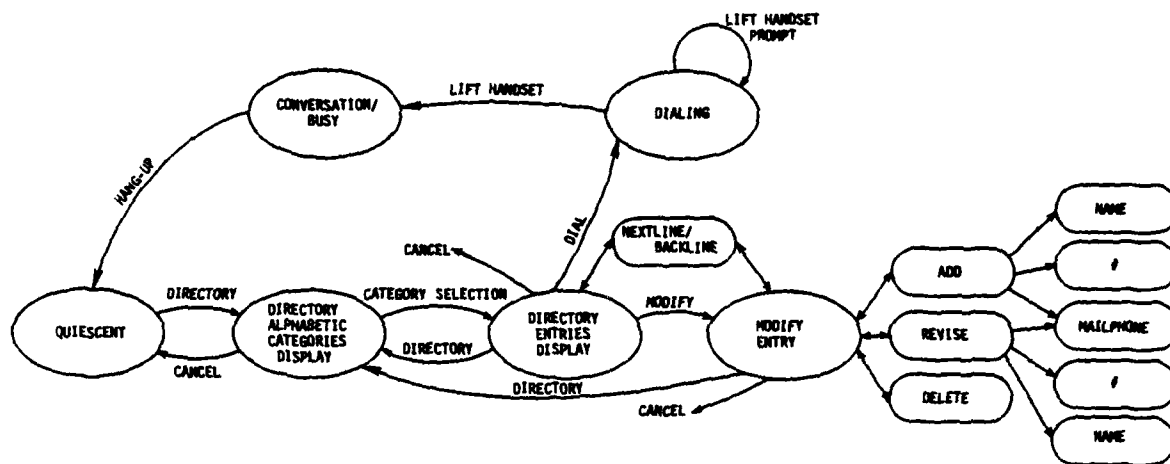 LIFT HANDSET
PROMPT
LIFT HANDSET
CONVERSATION/
BUSY
DIALING
HANG-UP
DIAL
NEXTLINE/
BACKLINE
CANCEL
NAME
ADD
#
DIRECTORY
CATEGORY SELECTION
MODIFY
QUIESCENT
DIRECTORY
ALPHABETIC
CATEGORIES
DISPLAY
DIRECTORY
DIRECTORY
ENTRIES
DISPLAY
MODIFY
ENTRY
REVISE
MAILPHONE
CANCEL
DIRECTORY
CANCEL
DELETE
#
NAME